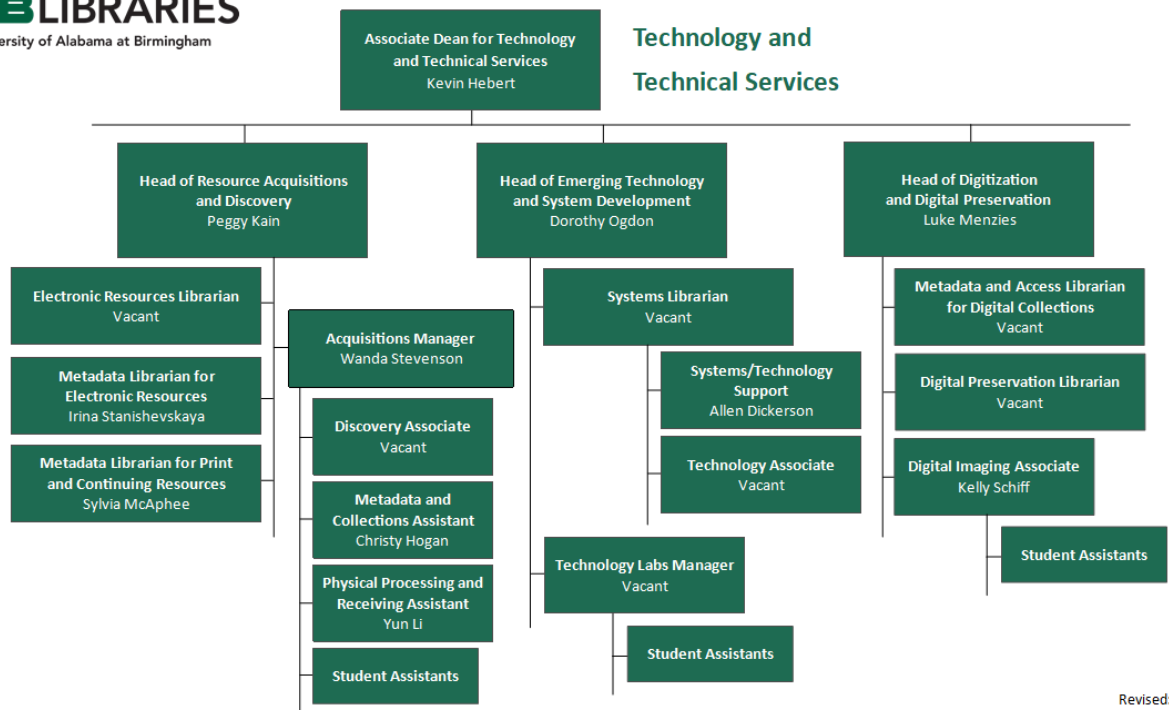 LIBRARIES
ersity of Alabama at Birmingham
Technology and
Technical Services
Associate Dean for Technology
and Technical Services
Kevin Hebert
Head of Resource Acquisitions
and Discovery
Peggy Kain
Electronic Resources Librarian
Vacant
Metadata Librarian for
Electronic Resources
Irina Stanishevskaya
Metadata Librarian for Print
and Continuing Resources
Sylvia McAphee
Acquisitions Manager
Wanda Stevenson
Discovery Associate
Vacant
Metadata and
Collections Assistant
Christy Hogan
Physical Processing and
Receiving Assistant
Yun Li
Student Assistants
Head of Emerging Technology
and System Development
Dorothy Ogdon
Systems Librarian
Vacant
Systems/Technology
Support
Allen Dickerson
Technology Associate
Vacant
Technology Labs Manager
Vacant
Student Assistants
Head of Digitization
and Digital Preservation
Luke Menzies
Metadata and Access Librarian
for Digital Collections
Vacant
Digital Preservation Librarian
Vacant
Digital Imaging Associate
Kelly Schiff
Student Assistants
Revised: